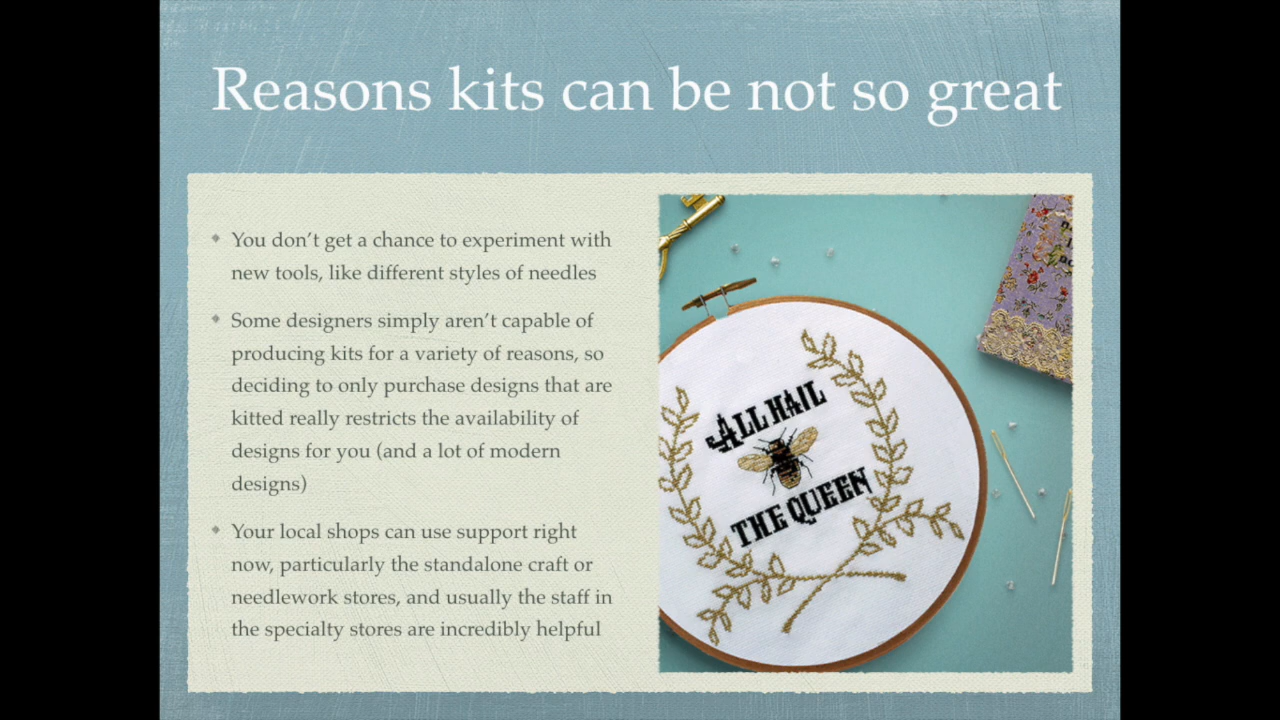 Reasons kits can be not so great
You don't get a chance to experiment with
new tools, like different styles of needles
Some designers simply aren't capable of
producing kits for a variety of reasons, so
deciding to only purchase designs that are
kitted really restricts the availability of
designs for you (and a lot of modern
designs)
Your local shops can use support right
now, particularly the standalone craft or
needlework stores, and usually the staff in
the specialty stores are incredibly helpful
ALL HAIL
THE QUEEN